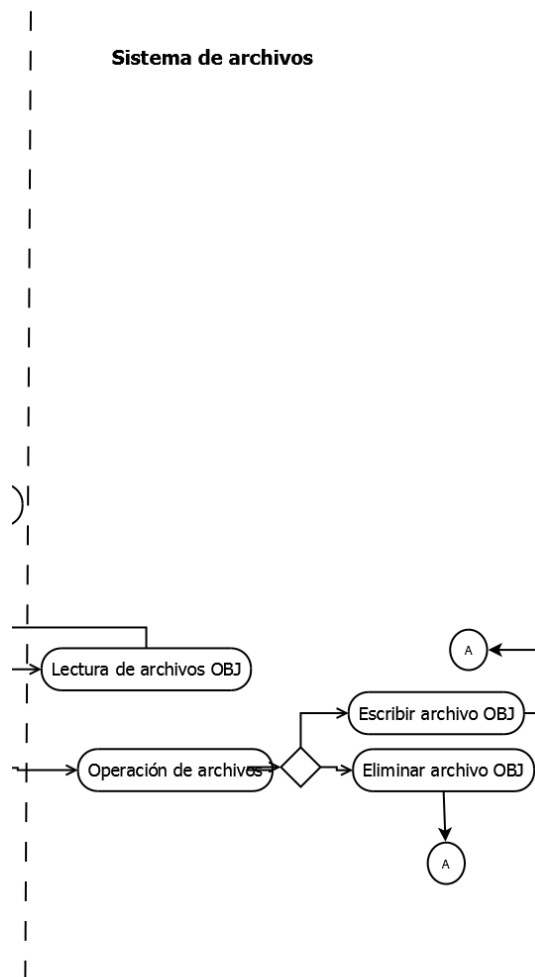 Sistema de archivos
Lectura de archivos OBJ
A
Escribir archivo OBJ
Operación de archivos
Eliminar archivo OBJ
A